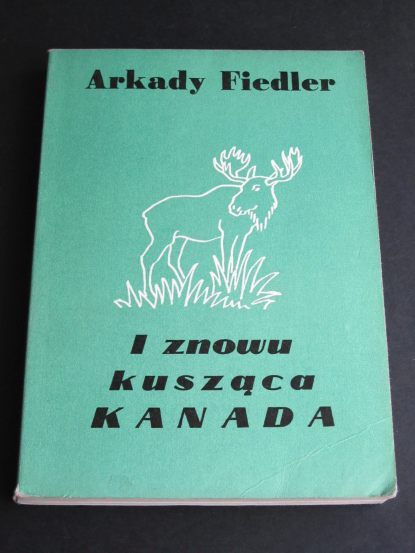 Arkady Fiedler
I znowu
kusząca
KANADA